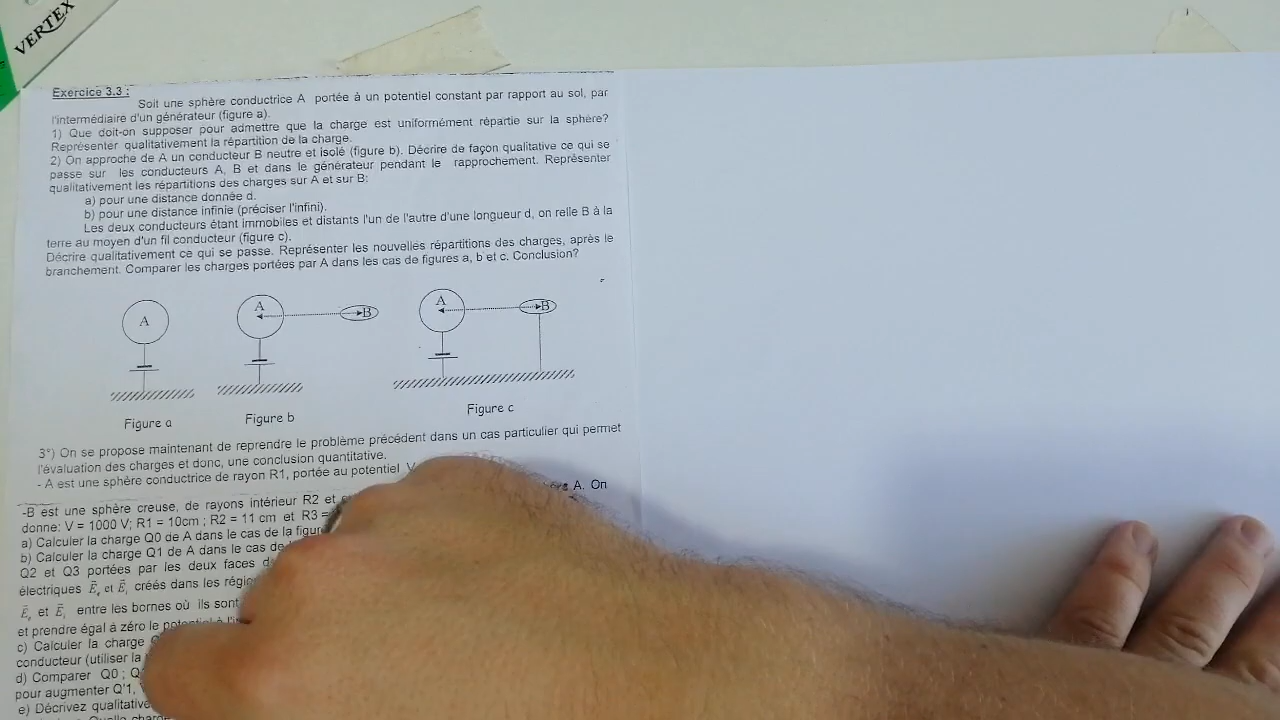 VERTEX
Exercice 3.3 :
Soit une sphère conductrice A portée à un potentiel constant par rapport au sol, par
l'intermédiaire d'un générateur (figure a).
1) Que doit-on supposer pour admettre que la charge est uniformément répartie sur la sphère?
Représenter qualitativement la répartition de la charge.
2) On approche de A un conducteur B neutre et isolé (figure b). Décrire de façon qualitative ce qui se
passe sur les conducteurs A, B et dans le générateur pendant le rapprochement. Représenter
qualitativement les répartitions des charges sur A et sur B:
a) pour une distance donnée d.
b) pour une distance infinie (préciser l'infini).
Les deux conducteurs étant immobiles et distants l'un de l'autre d'une longueur d, on relie B à la
terre au moyen d'un fil conducteur (figure c).
Décrire qualitativement ce qui se passe. Représenter les nouvelles répartitions des charges, après le
branchement. Comparer les charges portées par A dans les cas de figures a, b et c. Conclusion?
A
A
B
A
B
Figure a
Figure b
Figure c
3°) On se propose maintenant de reprendre le problème précédent dans un cas particulier qui permet
l'évaluation des charges et donc, une conclusion quantitative.
- A est une sphère conductrice de rayon R1, portée au potentiel V
-B est une sphère creuse, de rayons intérieur R2 et A. On
donne: V = 1000 V; R1 = 10cm ; R2 = 11 cm et R3 =
a) Calculer la charge Q0 de A dans le cas de la figure
b) Calculer la charge Q1 de A dans le cas de
Q2 et Q3 portées par les deux faces
électriques E⃗e et E⃗i créés dans les
E⃗e et E⃗i entre les bornes où ils sont
et prendre égal à zéro le
c) Calculer la charge
conducteur (utiliser la
d) Comparer Q0 ;
pour augmenter Q'1,
e) Décrivez